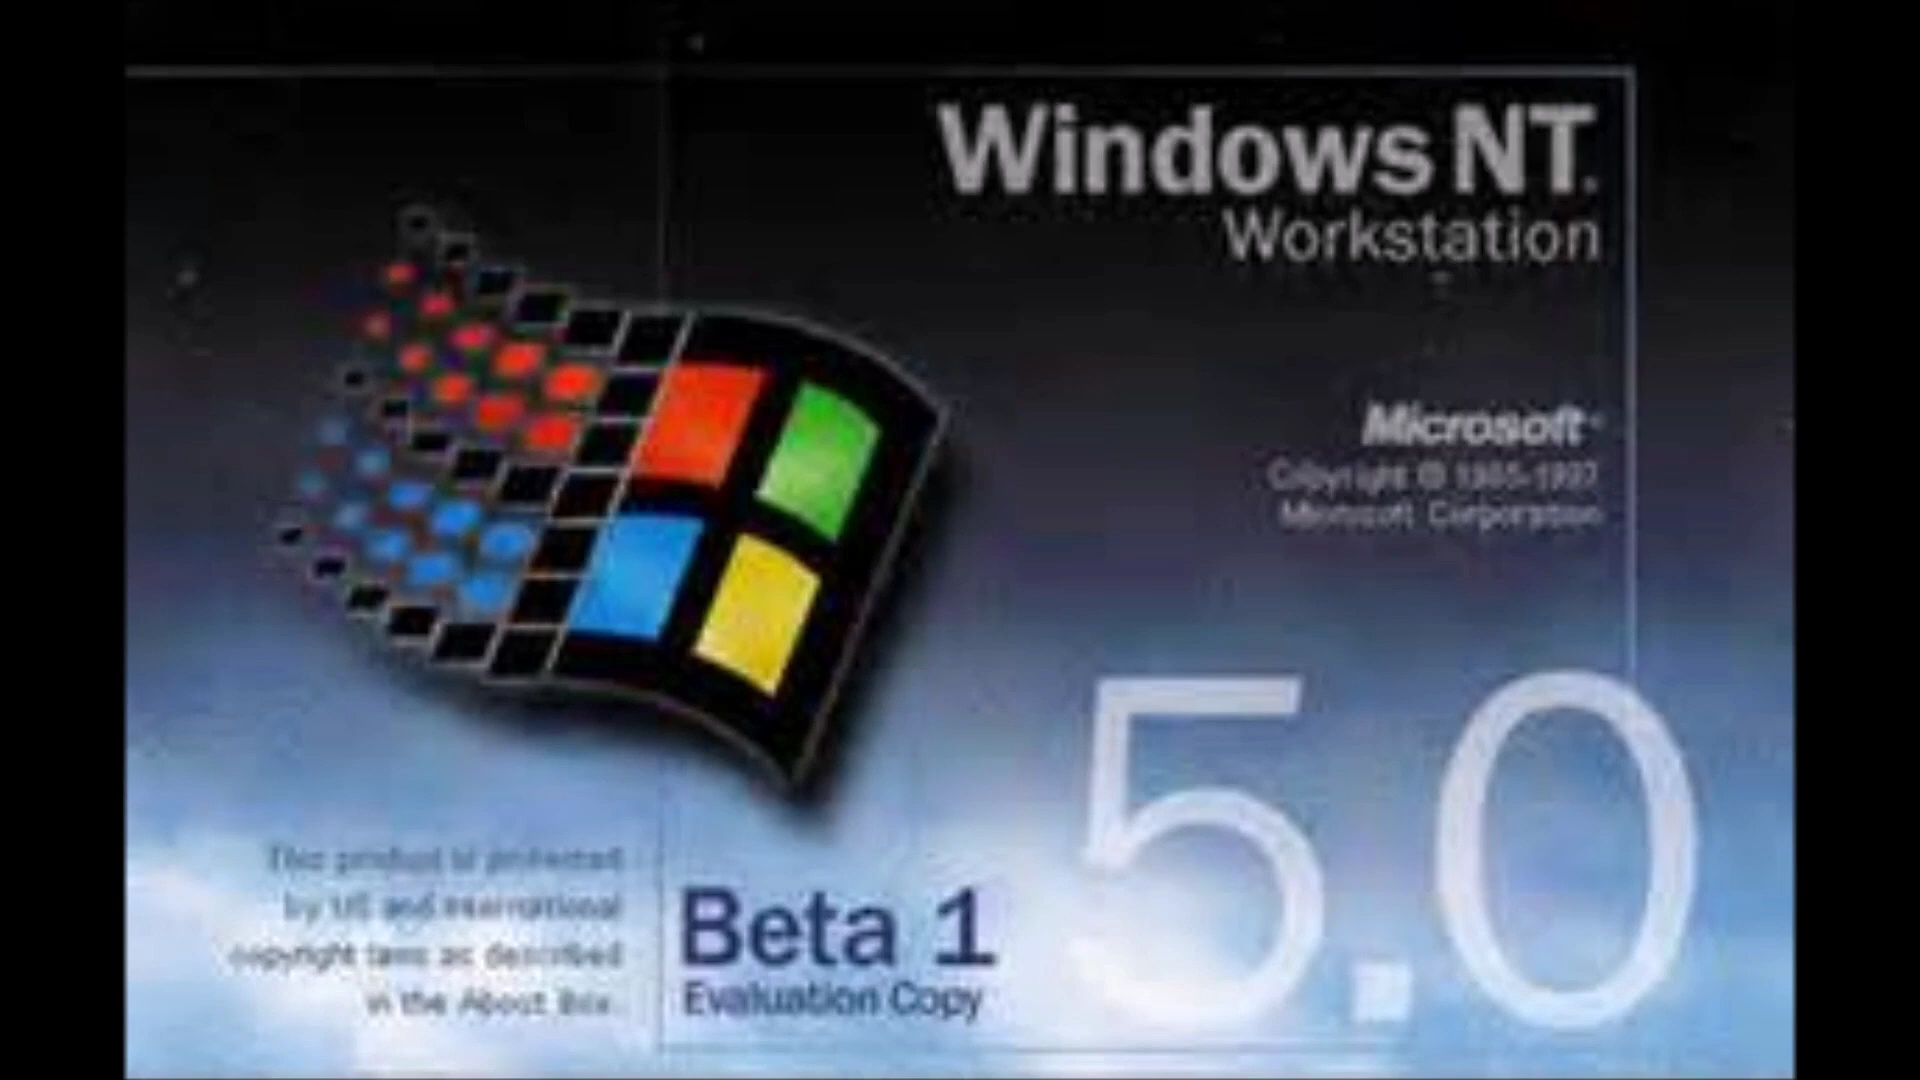 Windows NT.
Workstation
Microsoft
Copyright © 1985-1997
Microsoft Corporation
5.0
This product is protected
by US and international
copyright laws as described
in the About Box.
Beta 1
Evaluation Copy